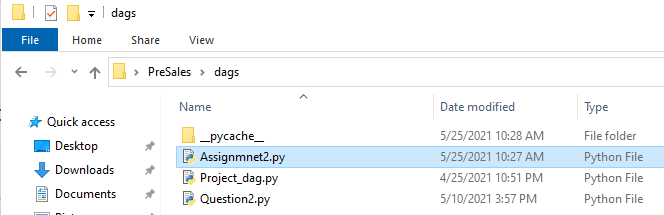 dags
File Home Share View
PreSales dags
Name Date modified Type
Quick access
__pycache__ 5/25/2021 10:28 AM File folder
Desktop
Assignmnet2.py 5/25/2021 10:27 AM Python File
Downloads
Project_dag.py 4/25/2021 10:51 PM Python File
Documents
Question2.py 5/10/2021 3:57 PM Python File